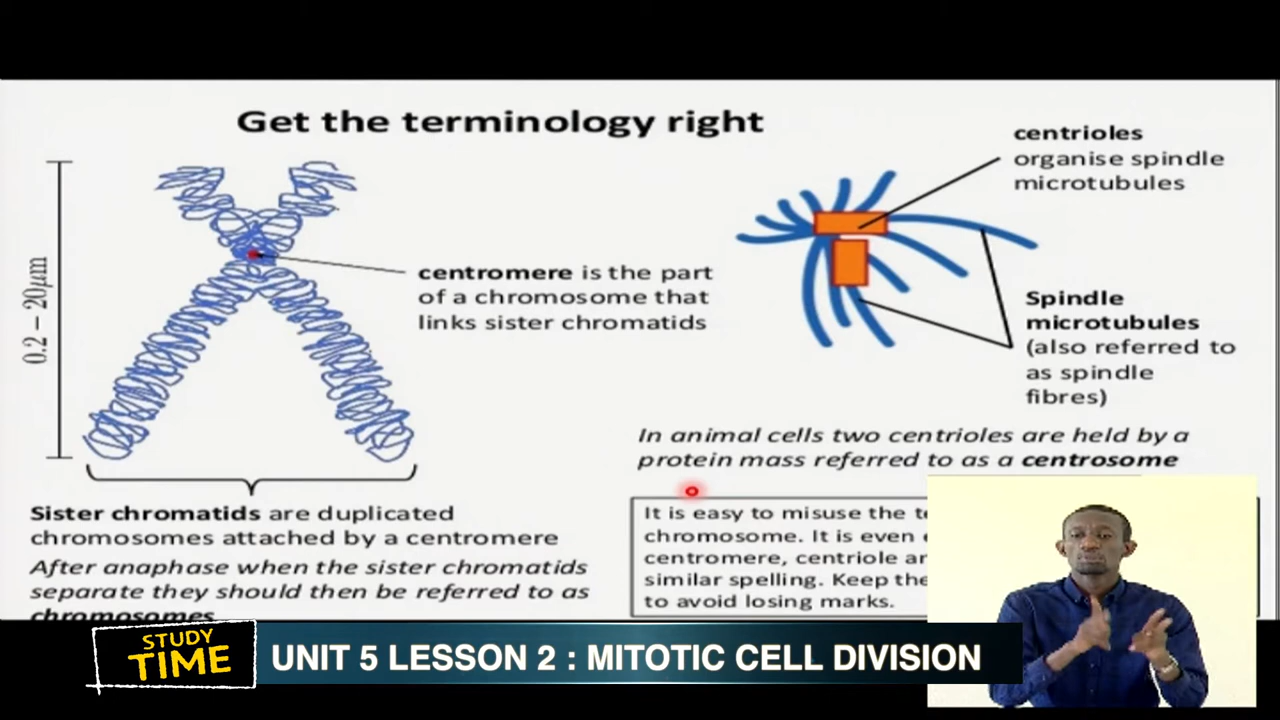 Get the terminology right
0.2 – 20μm
centromere is the part
of a chromosome that
links sister chromatids
Sister chromatids are duplicated
chromosomes attached by a centromere
After anaphase when the sister chromatids
separate they should then be referred to as
chromosomes
centrioles
organise spindle
microtubules
Spindle
microtubules
(also referred to
as spindle
fibres)
In animal cells two centrioles are held by a
protein mass referred to as a centrosome
It is easy to misuse the
chromosome. It is even
centromere, centriole
similar spelling. Keep
to avoid losing marks.
STUDY
TIME
UNIT 5 LESSON 2 : MITOTIC CELL DIVISION